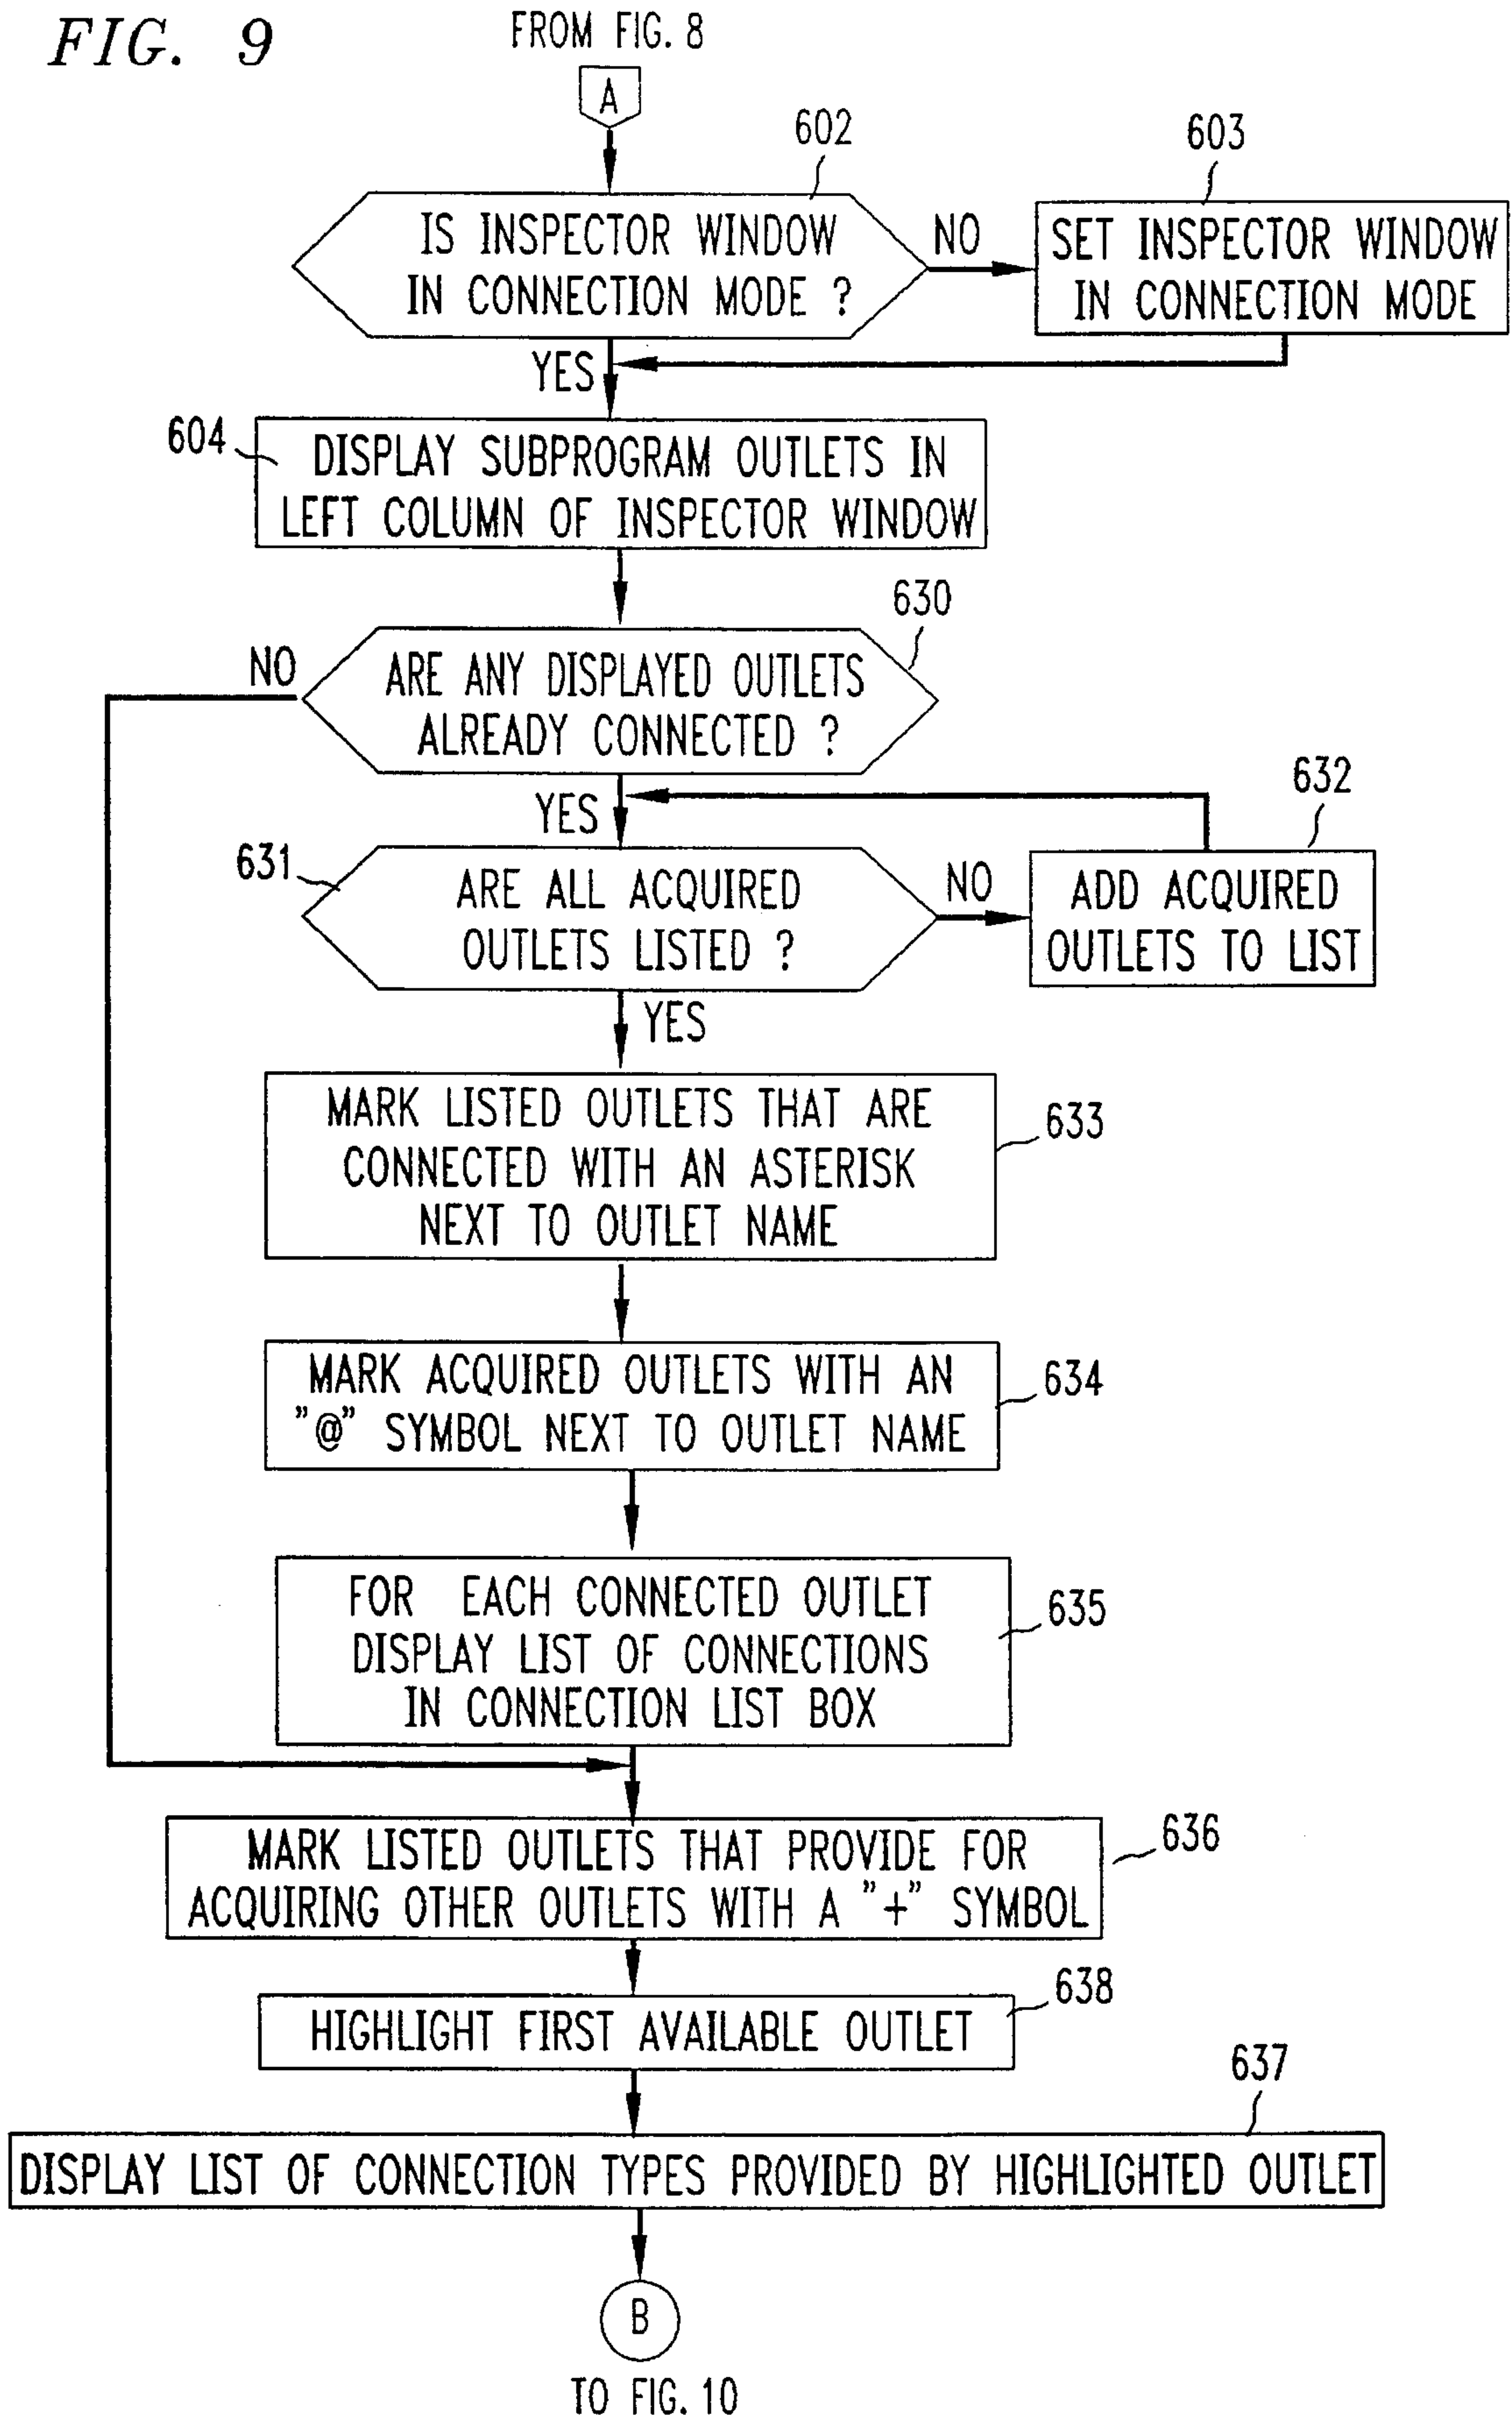 FIG. 9
FROM FIG. 8
A
602
603
IS INSPECTOR WINDOW
IN CONNECTION MODE ?
NO
SET INSPECTOR WINDOW
IN CONNECTION MODE
YES
604
DISPLAY SUBPROGRAM OUTLETS IN
LEFT COLUMN OF INSPECTOR WINDOW
630
NO
ARE ANY DISPLAYED OUTLETS
ALREADY CONNECTED ?
YES
632
631
ARE ALL ACQUIRED
OUTLETS LISTED ?
NO
ADD ACQUIRED
OUTLETS TO LIST
YES
MARK LISTED OUTLETS THAT ARE
CONNECTED WITH AN ASTERISK
NEXT TO OUTLET NAME
633
MARK ACQUIRED OUTLETS WITH AN
"@" SYMBOL NEXT TO OUTLET NAME
634
FOR EACH CONNECTED OUTLET
DISPLAY LIST OF CONNECTIONS
IN CONNECTION LIST BOX
635
MARK LISTED OUTLETS THAT PROVIDE FOR
ACQUIRING OTHER OUTLETS WITH A "+" SYMBOL
636
638
HIGHLIGHT FIRST AVAILABLE OUTLET
637
DISPLAY LIST OF CONNECTION TYPES PROVIDED BY HIGHLIGHTED OUTLET
B
TO FIG. 10